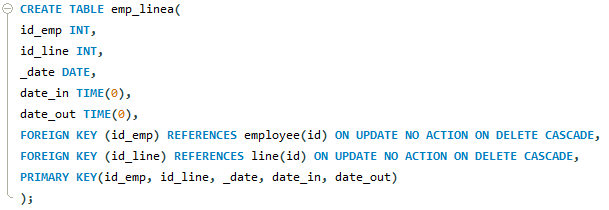 CREATE TABLE emp_linea(
id_emp INT,
id_line INT,
_date DATE,
date_in TIME(0),
date_out TIME(0),
FOREIGN KEY (id_emp) REFERENCES employee(id) ON UPDATE NO ACTION ON DELETE CASCADE,
FOREIGN KEY (id_line) REFERENCES line(id) ON UPDATE NO ACTION ON DELETE CASCADE,
PRIMARY KEY(id_emp, id_line, _date, date_in, date_out)
);